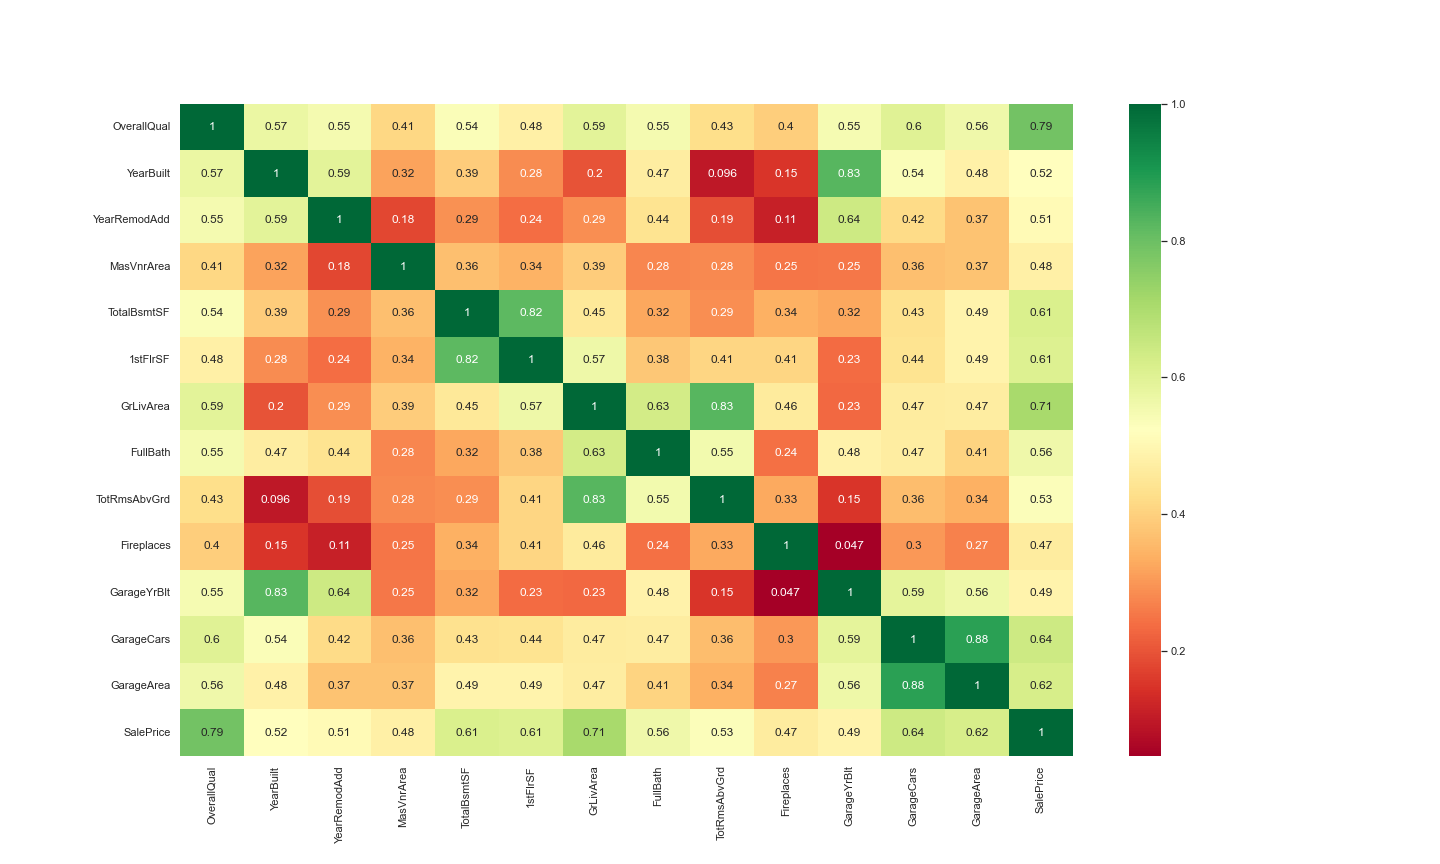 OverallQual 1 0.57 0.55 0.41 0.54 0.48 0.59 0.55 0.43 0.4 0.55 0.6 0.56 0.79
YearBuilt 0.57 1 0.59 0.32 0.39 0.28 0.2 0.47 0.096 0.15 0.83 0.54 0.48 0.52
YearRemodAdd 0.55 0.59 1 0.18 0.29 0.24 0.29 0.44 0.19 0.11 0.64 0.42 0.37 0.51
MasVnrArea 0.41 0.32 0.18 1 0.36 0.34 0.39 0.28 0.28 0.25 0.25 0.36 0.37 0.48
TotalBsmtSF 0.54 0.39 0.29 0.36 1 0.82 0.45 0.32 0.29 0.34 0.32 0.43 0.49 0.61
1stFlrSF 0.48 0.28 0.24 0.34 0.82 1 0.57 0.38 0.41 0.41 0.23 0.44 0.49 0.61
GrLivArea 0.59 0.2 0.29 0.39 0.45 0.57 1 0.63 0.83 0.46 0.23 0.47 0.47 0.71
FullBath 0.55 0.47 0.44 0.28 0.32 0.38 0.63 1 0.55 0.24 0.48 0.47 0.41 0.56
TotRmsAbvGrd 0.43 0.096 0.19 0.28 0.29 0.41 0.83 0.55 1 0.33 0.15 0.36 0.34 0.53
Fireplaces 0.4 0.15 0.11 0.25 0.34 0.41 0.46 0.24 0.33 1 0.047 0.3 0.27 0.47
GarageYrBlt 0.55 0.83 0.64 0.25 0.32 0.23 0.23 0.48 0.15 0.047 1 0.59 0.56 0.49
GarageCars 0.6 0.54 0.42 0.36 0.43 0.44 0.47 0.47 0.36 0.3 0.59 1 0.88 0.64
GarageArea 0.56 0.48 0.37 0.37 0.49 0.49 0.47 0.41 0.34 0.27 0.56 0.88 1 0.62
SalePrice 0.79 0.52 0.51 0.48 0.61 0.61 0.71 0.56 0.53 0.47 0.49 0.64 0.62 1
OverallQual YearBuilt YearRemodAdd MasVnrArea TotalBsmtSF 1stFlrSF GrLivArea FullBath TotRmsAbvGrd Fireplaces GarageYrBlt GarageCars GarageArea SalePrice
1.0
0.8
0.6
0.4
0.2